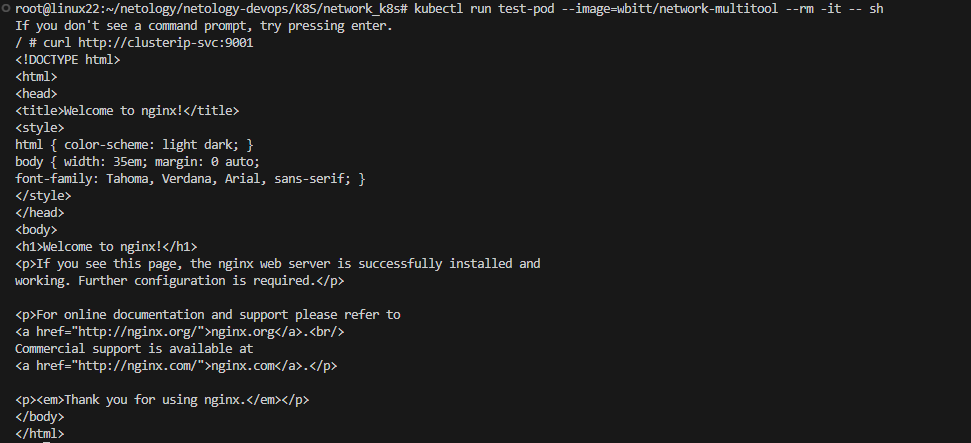 root@linux22:~/netology/netology-devops/K8S/network_k8s# kubectl run test-pod --image=wbitt/network-multitool --rm -it -- sh
If you don't see a command prompt, try pressing enter.
/ # curl http://clusterip-svc:9001
<!DOCTYPE html>
<html>
<head>
<title>Welcome to nginx!</title>
<style>
html { color-scheme: light dark; }
body { width: 35em; margin: 0 auto;
font-family: Tahoma, Verdana, Arial, sans-serif; }
</style>
</head>
<body>
<h1>Welcome to nginx!</h1>
<p>If you see this page, the nginx web server is successfully installed and
working. Further configuration is required.</p>

<p>For online documentation and support please refer to
<a href="http://nginx.org/">nginx.org</a>.<br/>
Commercial support is available at
<a href="http://nginx.com/">nginx.com</a>.</p>

<p><em>Thank you for using nginx.</em></p>
</body>
</html>